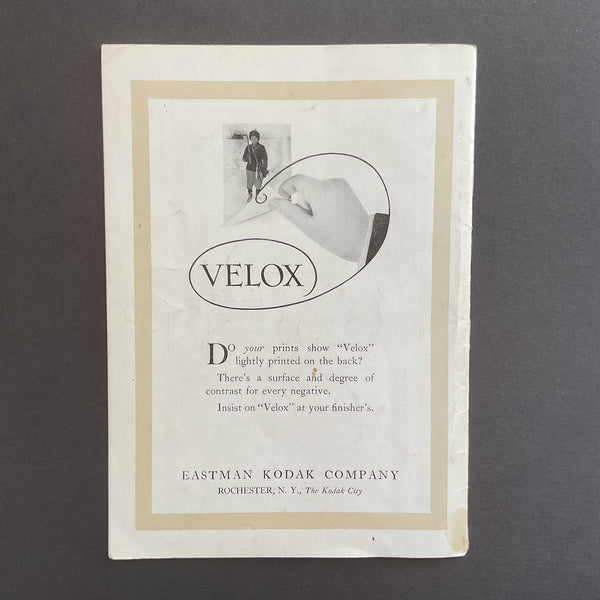 VELOX
DO your prints show "Velox"
lightly printed on the back?
There's a surface and degree of
contrast for every negative.
Insist on "Velox" at your finisher's.
EASTMAN KODAK COMPANY
ROCHESTER, N. Y., The Kodak City